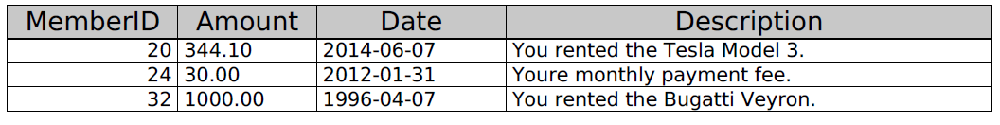 MemberID Amount Date Description
20 344.10 2014-06-07 You rented the Tesla Model 3.
24 30.00 2012-01-31 Youre monthly payment fee.
32 1000.00 1996-04-07 You rented the Bugatti Veyron.